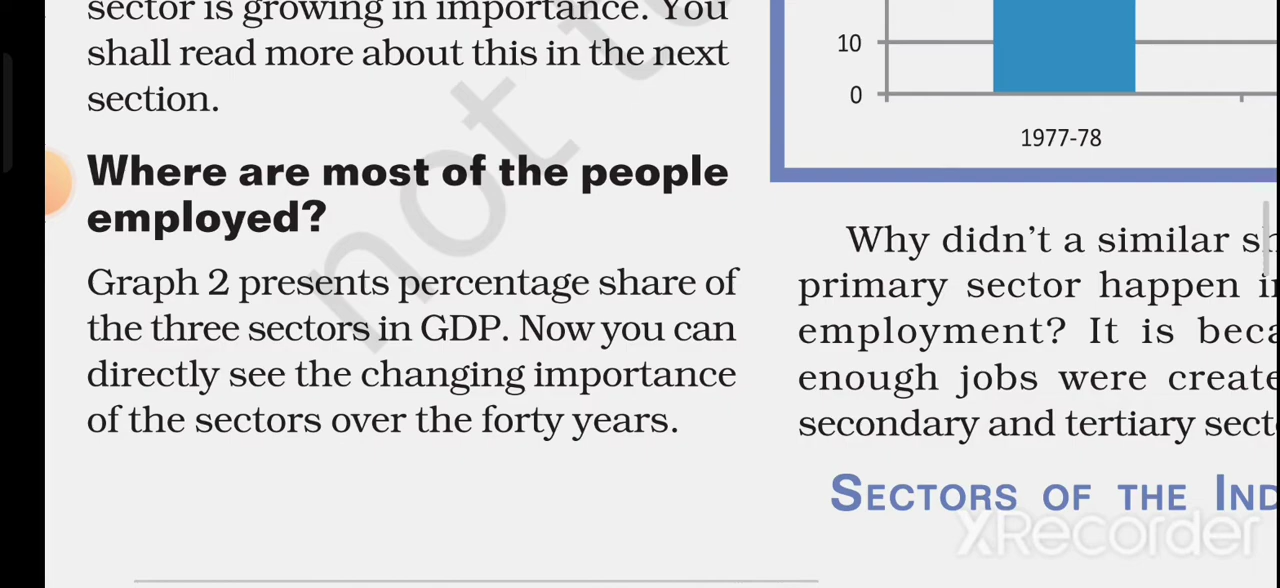 sector is growing in importance. You
shall read more about this in the next
section.
Where are most of the people
employed?
Graph 2 presents percentage share of
the three sectors in GDP. Now you can
directly see the changing importance
of the sectors over the forty years.
10
0
1977-78
Why didn't a similar
primary sector happen
employment? It is
enough jobs were
secondary and tertiary
SECTORS OF THE
not
XRecorder